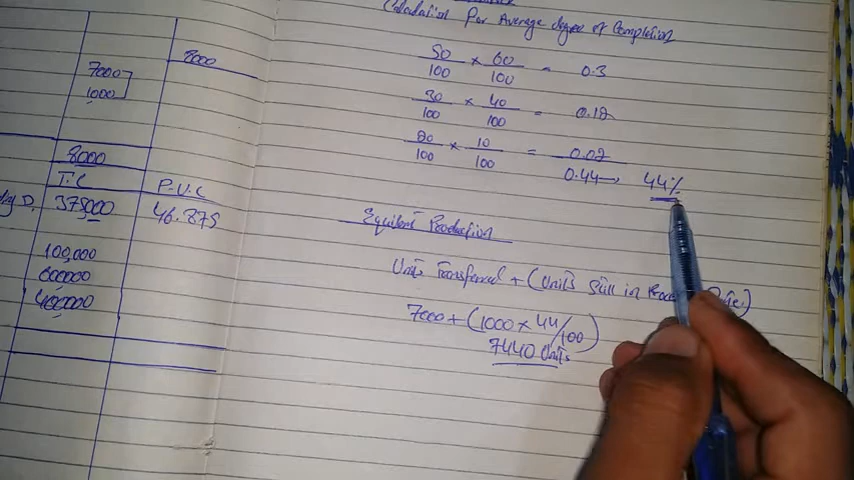 8000
7000
1000
8000
T.C
P.U.C
D. 375000
46.875
100,000
600000
400000
Calculation for Average degree of Completion
50/100 × 60/100 = 0.3
30/100 × 40/100 = 0.12
20/100 × 10/100 = 0.02
0.44 → 44%
Equilent Production
Units Transferred + (Units Still in
7000 + (1000 × 44/100)
7440 Units